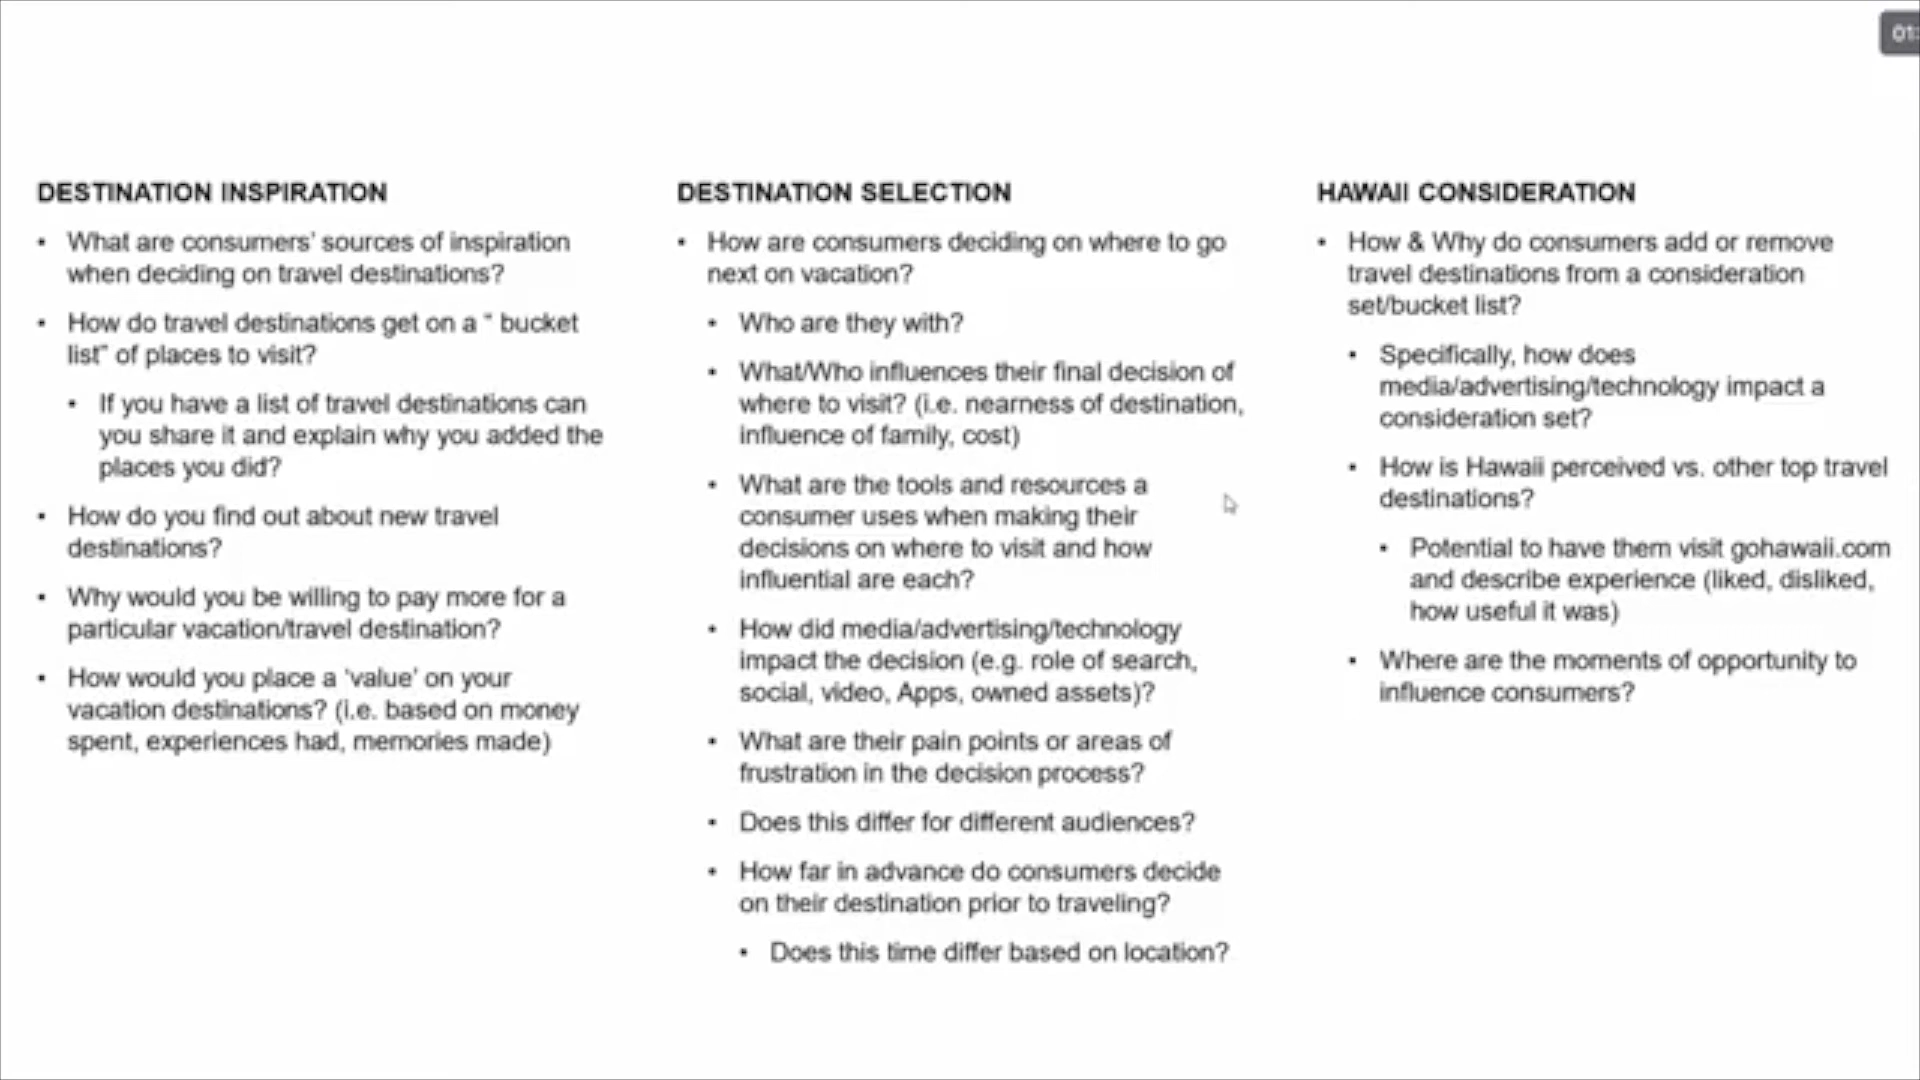 01:
DESTINATION INSPIRATION
• What are consumers' sources of inspiration
when deciding on travel destinations?
• How do travel destinations get on a " bucket
list" of places to visit?
• If you have a list of travel destinations can
you share it and explain why you added the
places you did?
• How do you find out about new travel
destinations?
• Why would you be willing to pay more for a
particular vacation/travel destination?
• How would you place a 'value' on your
vacation destinations? (i.e. based on money
spent, experiences had, memories made)
DESTINATION SELECTION
• How are consumers deciding on where to go
next on vacation?
• Who are they with?
• What/Who influences their final decision of
where to visit? (i.e. nearness of destination,
influence of family, cost)
• What are the tools and resources a
consumer uses when making their
decisions on where to visit and how
influential are each?
• How did media/advertising/technology
impact the decision (e.g. role of search,
social, video, Apps, owned assets)?
• What are their pain points or areas of
frustration in the decision process?
• Does this differ for different audiences?
• How far in advance do consumers decide
on their destination prior to traveling?
• Does this time differ based on location?
HAWAII CONSIDERATION
• How & Why do consumers add or remove
travel destinations from a consideration
set/bucket list?
• Specifically, how does
media/advertising/technology impact a
consideration set?
• How is Hawaii perceived vs. other top travel
destinations?
• Potential to have them visit gohawaii.com
and describe experience (liked, disliked,
how useful it was)
• Where are the moments of opportunity to
influence consumers?